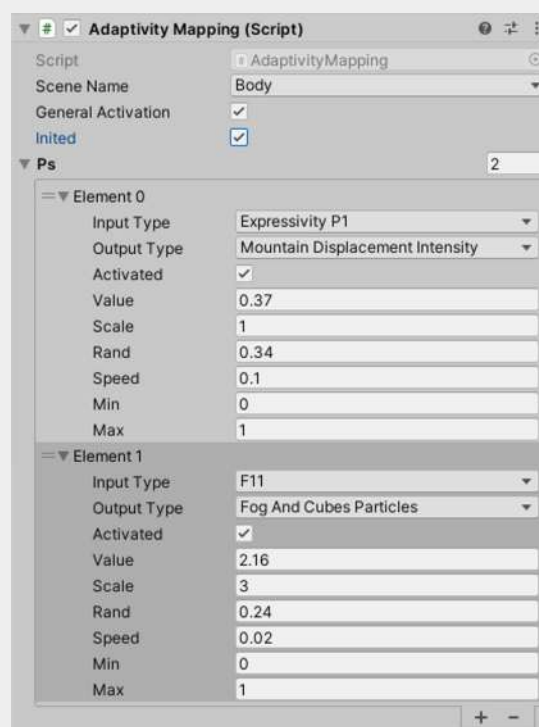 Adaptivity Mapping (Script)
Script AdaptivityMapping
Scene Name Body
General Activation
Inited
Ps 2
Element 0
Input Type Expressivity P1
Output Type Mountain Displacement Intensity
Activated
Value 0.37
Scale 1
Rand 0.34
Speed 0.1
Min 0
Max 1
Element 1
Input Type F11
Output Type Fog And Cubes Particles
Activated
Value 2.16
Scale 3
Rand 0.24
Speed 0.02
Min 0
Max 1
+ −